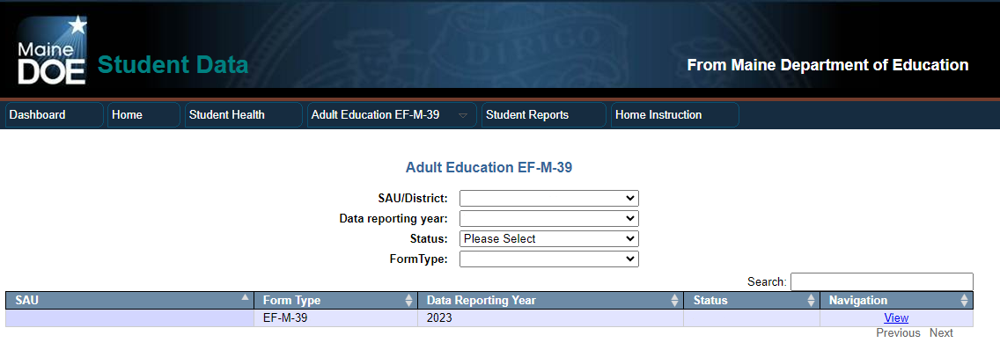 Maine
DOE
Student Data
DIRIGO
From Maine Department of Education
Dashboard Home Student Health Adult Education EF-M-39 Student Reports Home Instruction
Adult Education EF-M-39
SAU/District:
Data reporting year:
Status: Please Select
FormType:
Search:
SAU Form Type Data Reporting Year Status Navigation
EF-M-39 2023 View
Previous Next